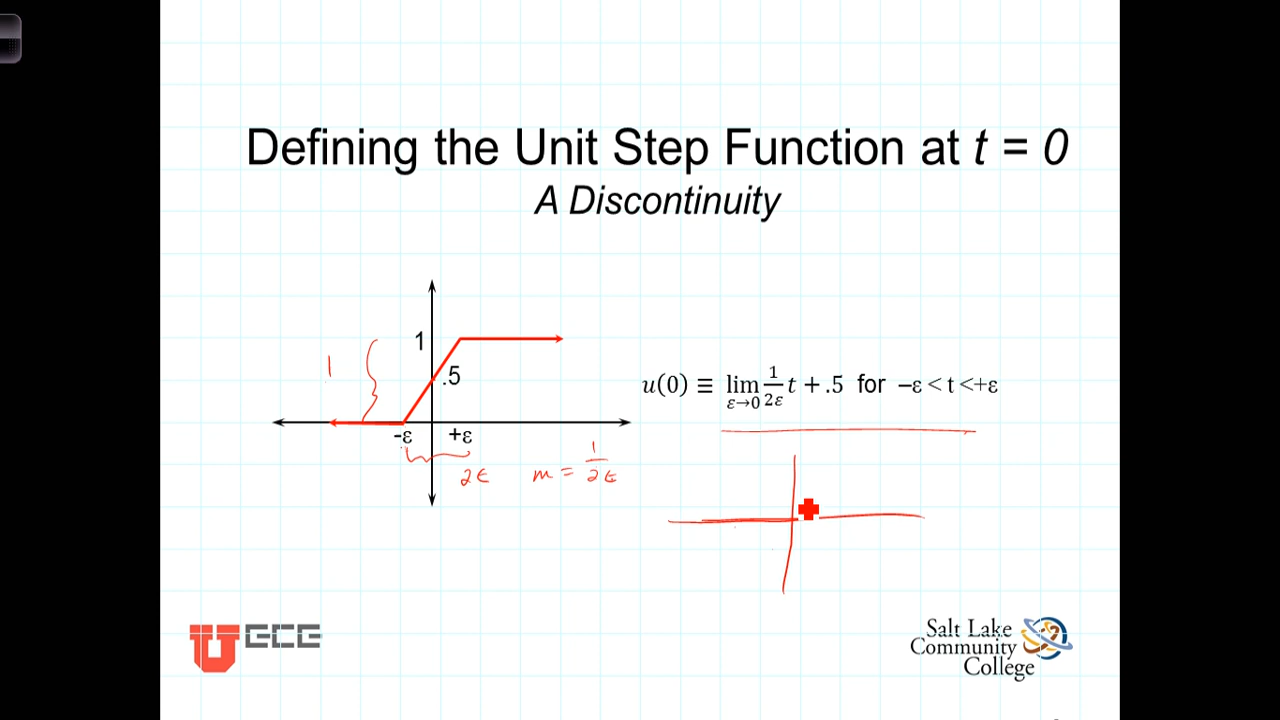 Defining the Unit Step Function at t = 0
A Discontinuity
1
1
.5
u(0) ≡ lim ε→0 1/2ε t + .5 for –ε < t <+ε
-ε +ε
2ε m = 1/2ε
UECE
Salt Lake
Community
College